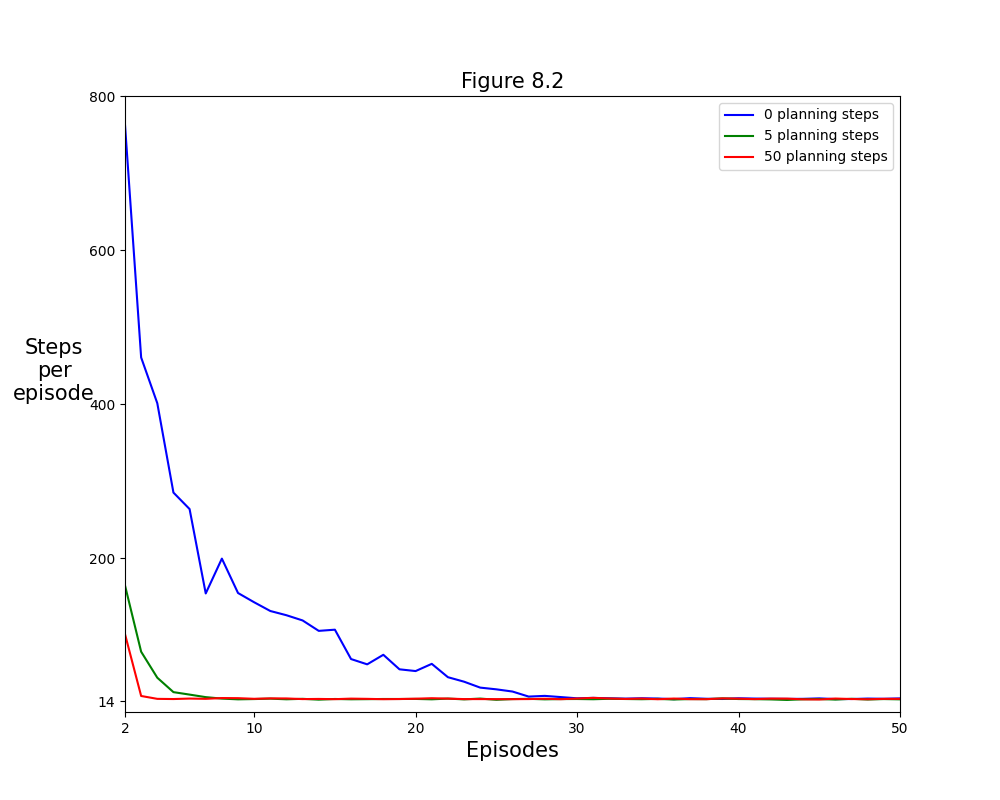 Figure 8.2
800
600
400
200
14
Steps
per
episode
0 planning steps
5 planning steps
50 planning steps
2
10
20
30
40
50
Episodes